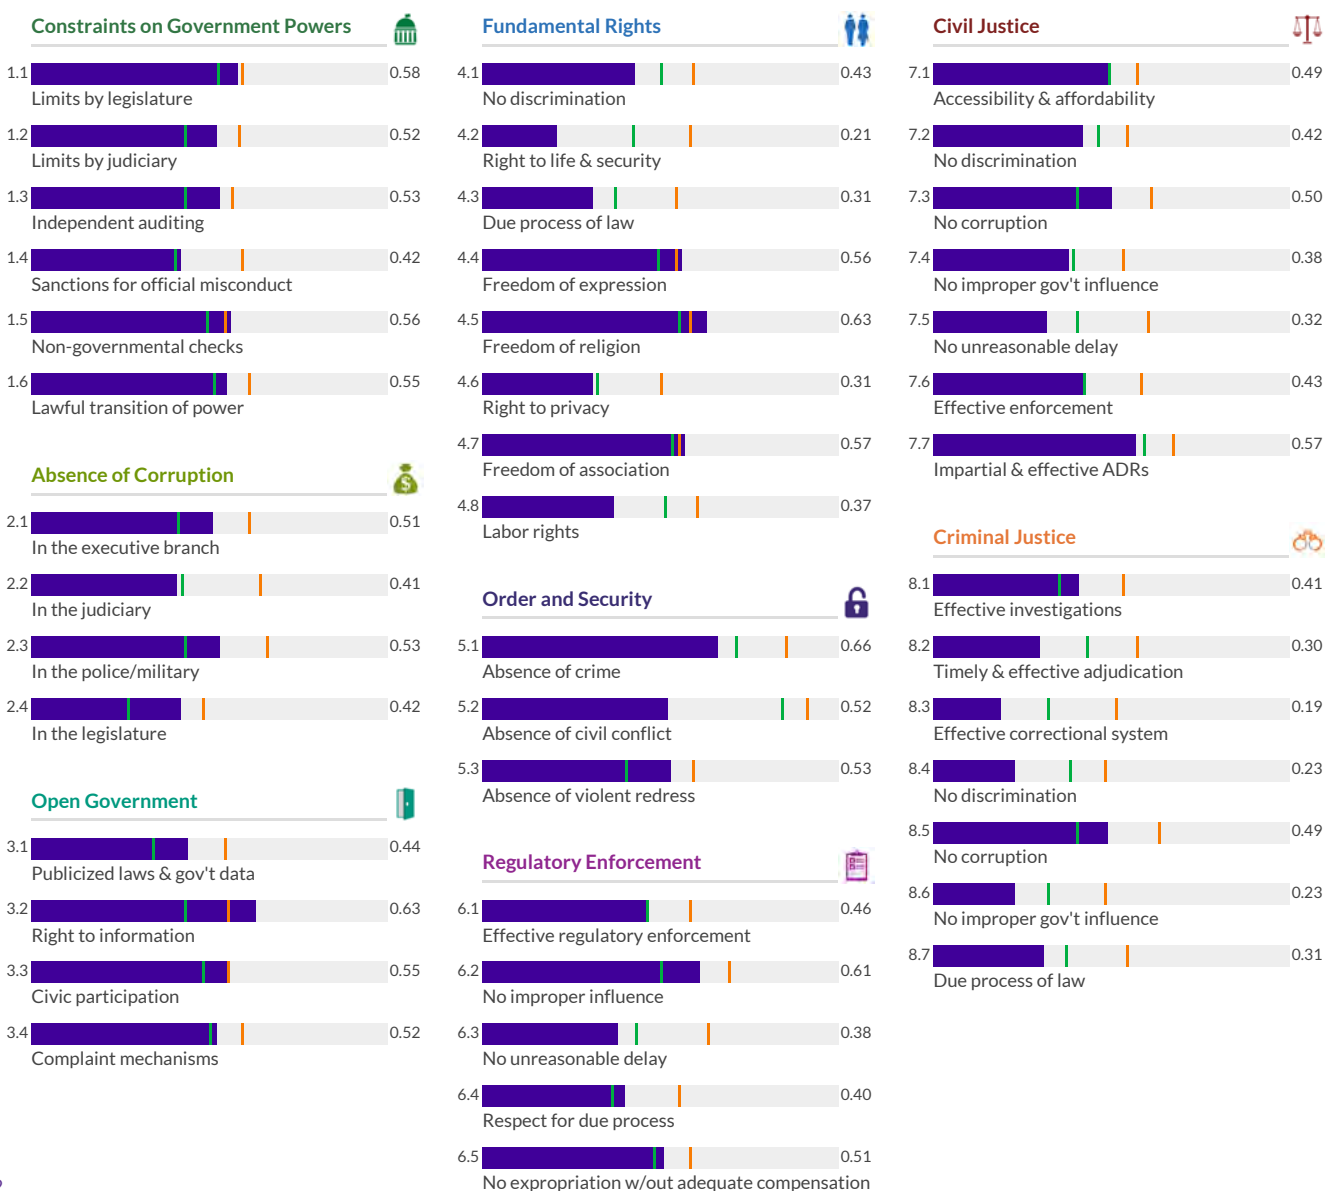 Constraints on Government Powers
1.1 0.58
Limits by legislature
1.2 0.52
Limits by judiciary
1.3 0.53
Independent auditing
1.4 0.42
Sanctions for official misconduct
1.5 0.56
Non-governmental checks
1.6 0.55
Lawful transition of power
Absence of Corruption
2.1 0.51
In the executive branch
2.2 0.41
In the judiciary
2.3 0.53
In the police/military
2.4 0.42
In the legislature
Open Government
3.1 0.44
Publicized laws & gov't data
3.2 0.63
Right to information
3.3 0.55
Civic participation
3.4 0.52
Complaint mechanisms
Fundamental Rights
4.1 0.43
No discrimination
4.2 0.21
Right to life & security
4.3 0.31
Due process of law
4.4 0.56
Freedom of expression
4.5 0.63
Freedom of religion
4.6 0.31
Right to privacy
4.7 0.57
Freedom of association
4.8 0.37
Labor rights
Order and Security
5.1 0.66
Absence of crime
5.2 0.52
Absence of civil conflict
5.3 0.53
Absence of violent redress
Regulatory Enforcement
6.1 0.46
Effective regulatory enforcement
6.2 0.61
No improper influence
6.3 0.38
No unreasonable delay
6.4 0.40
Respect for due process
6.5 0.51
No expropriation w/out adequate compensation
Civil Justice
7.1 0.49
Accessibility & affordability
7.2 0.42
No discrimination
7.3 0.50
No corruption
7.4 0.38
No improper gov't influence
7.5 0.32
No unreasonable delay
7.6 0.43
Effective enforcement
7.7 0.57
Impartial & effective ADRs
Criminal Justice
8.1 0.41
Effective investigations
8.2 0.30
Timely & effective adjudication
8.3 0.19
Effective correctional system
8.4 0.23
No discrimination
8.5 0.49
No corruption
8.6 0.23
No improper gov't influence
8.7 0.31
Due process of law